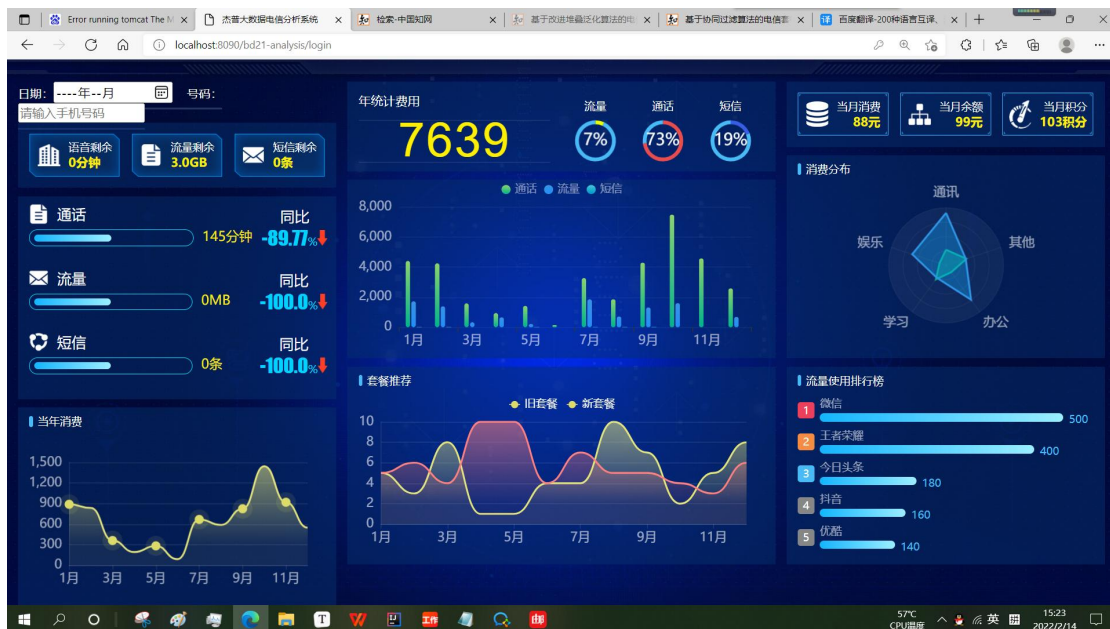 Error running tomcat The M
杰普大数据电信分析系统
检索-中国知网
基于改进堆叠泛化算法的电
基于协同过滤算法的电信套
百度翻译-200种语言互译、
localhost:8090/bd21-analysis/login
日期: ----年--月 号码:
请输入手机号码
语音剩余
0分钟
流量剩余
3.0GB
短信剩余
0条
通话 同比
145分钟 -89.77%
流量 同比
0MB -100.0%
短信 同比
0条 -100.0%
当年消费
1,500
1,200
900
600
300
0
1月 3月 5月 7月 9月 11月
年统计费用
7639
流量 通话 短信
7% 73% 19%
通话 流量 短信
8,000
6,000
4,000
2,000
0
1月 3月 5月 7月 9月 11月
套餐推荐
旧套餐 新套餐
10
8
6
4
2
0
1月 3月 5月 7月 9月 11月
当月消费
88元
当月余额
99元
当月积分
103积分
消费分布
通讯
娱乐 其他
学习 办公
流量使用排行榜
1 微信
500
2 王者荣耀
400
3 今日头条
180
4 抖音
160
5 优酷
140
57°C
CPU温度
英
15:23
2022/2/14